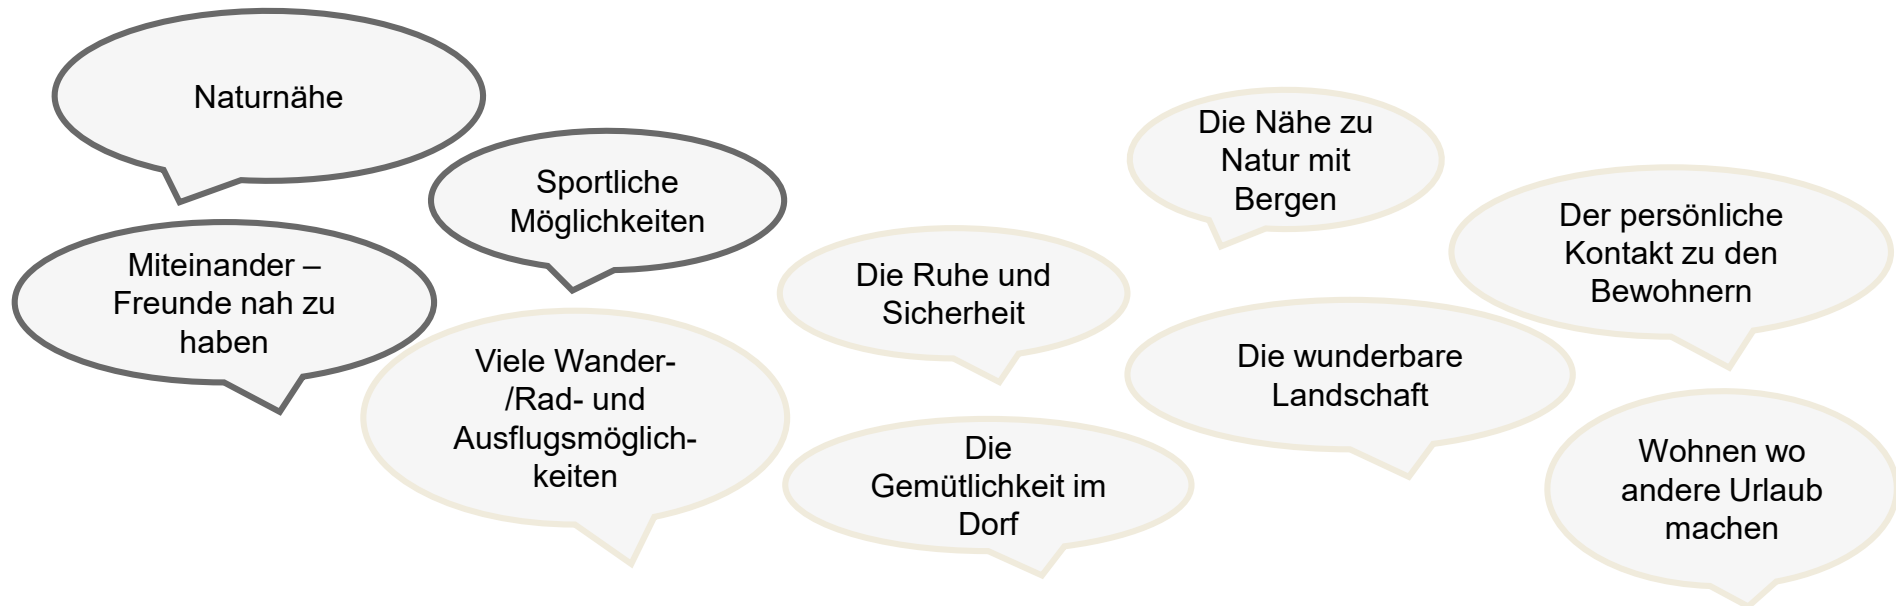 Naturnähe
Sportliche
Möglichkeiten
Miteinander –
Freunde nah zu
haben
Viele Wander-
/Rad- und
Ausflugsmöglich-
keiten
Die Ruhe und
Sicherheit
Die
Gemütlichkeit im
Dorf
Die Nähe zu
Natur mit
Bergen
Die wunderbare
Landschaft
Der persönliche
Kontakt zu den
Bewohnern
Wohnen wo
andere Urlaub
machen